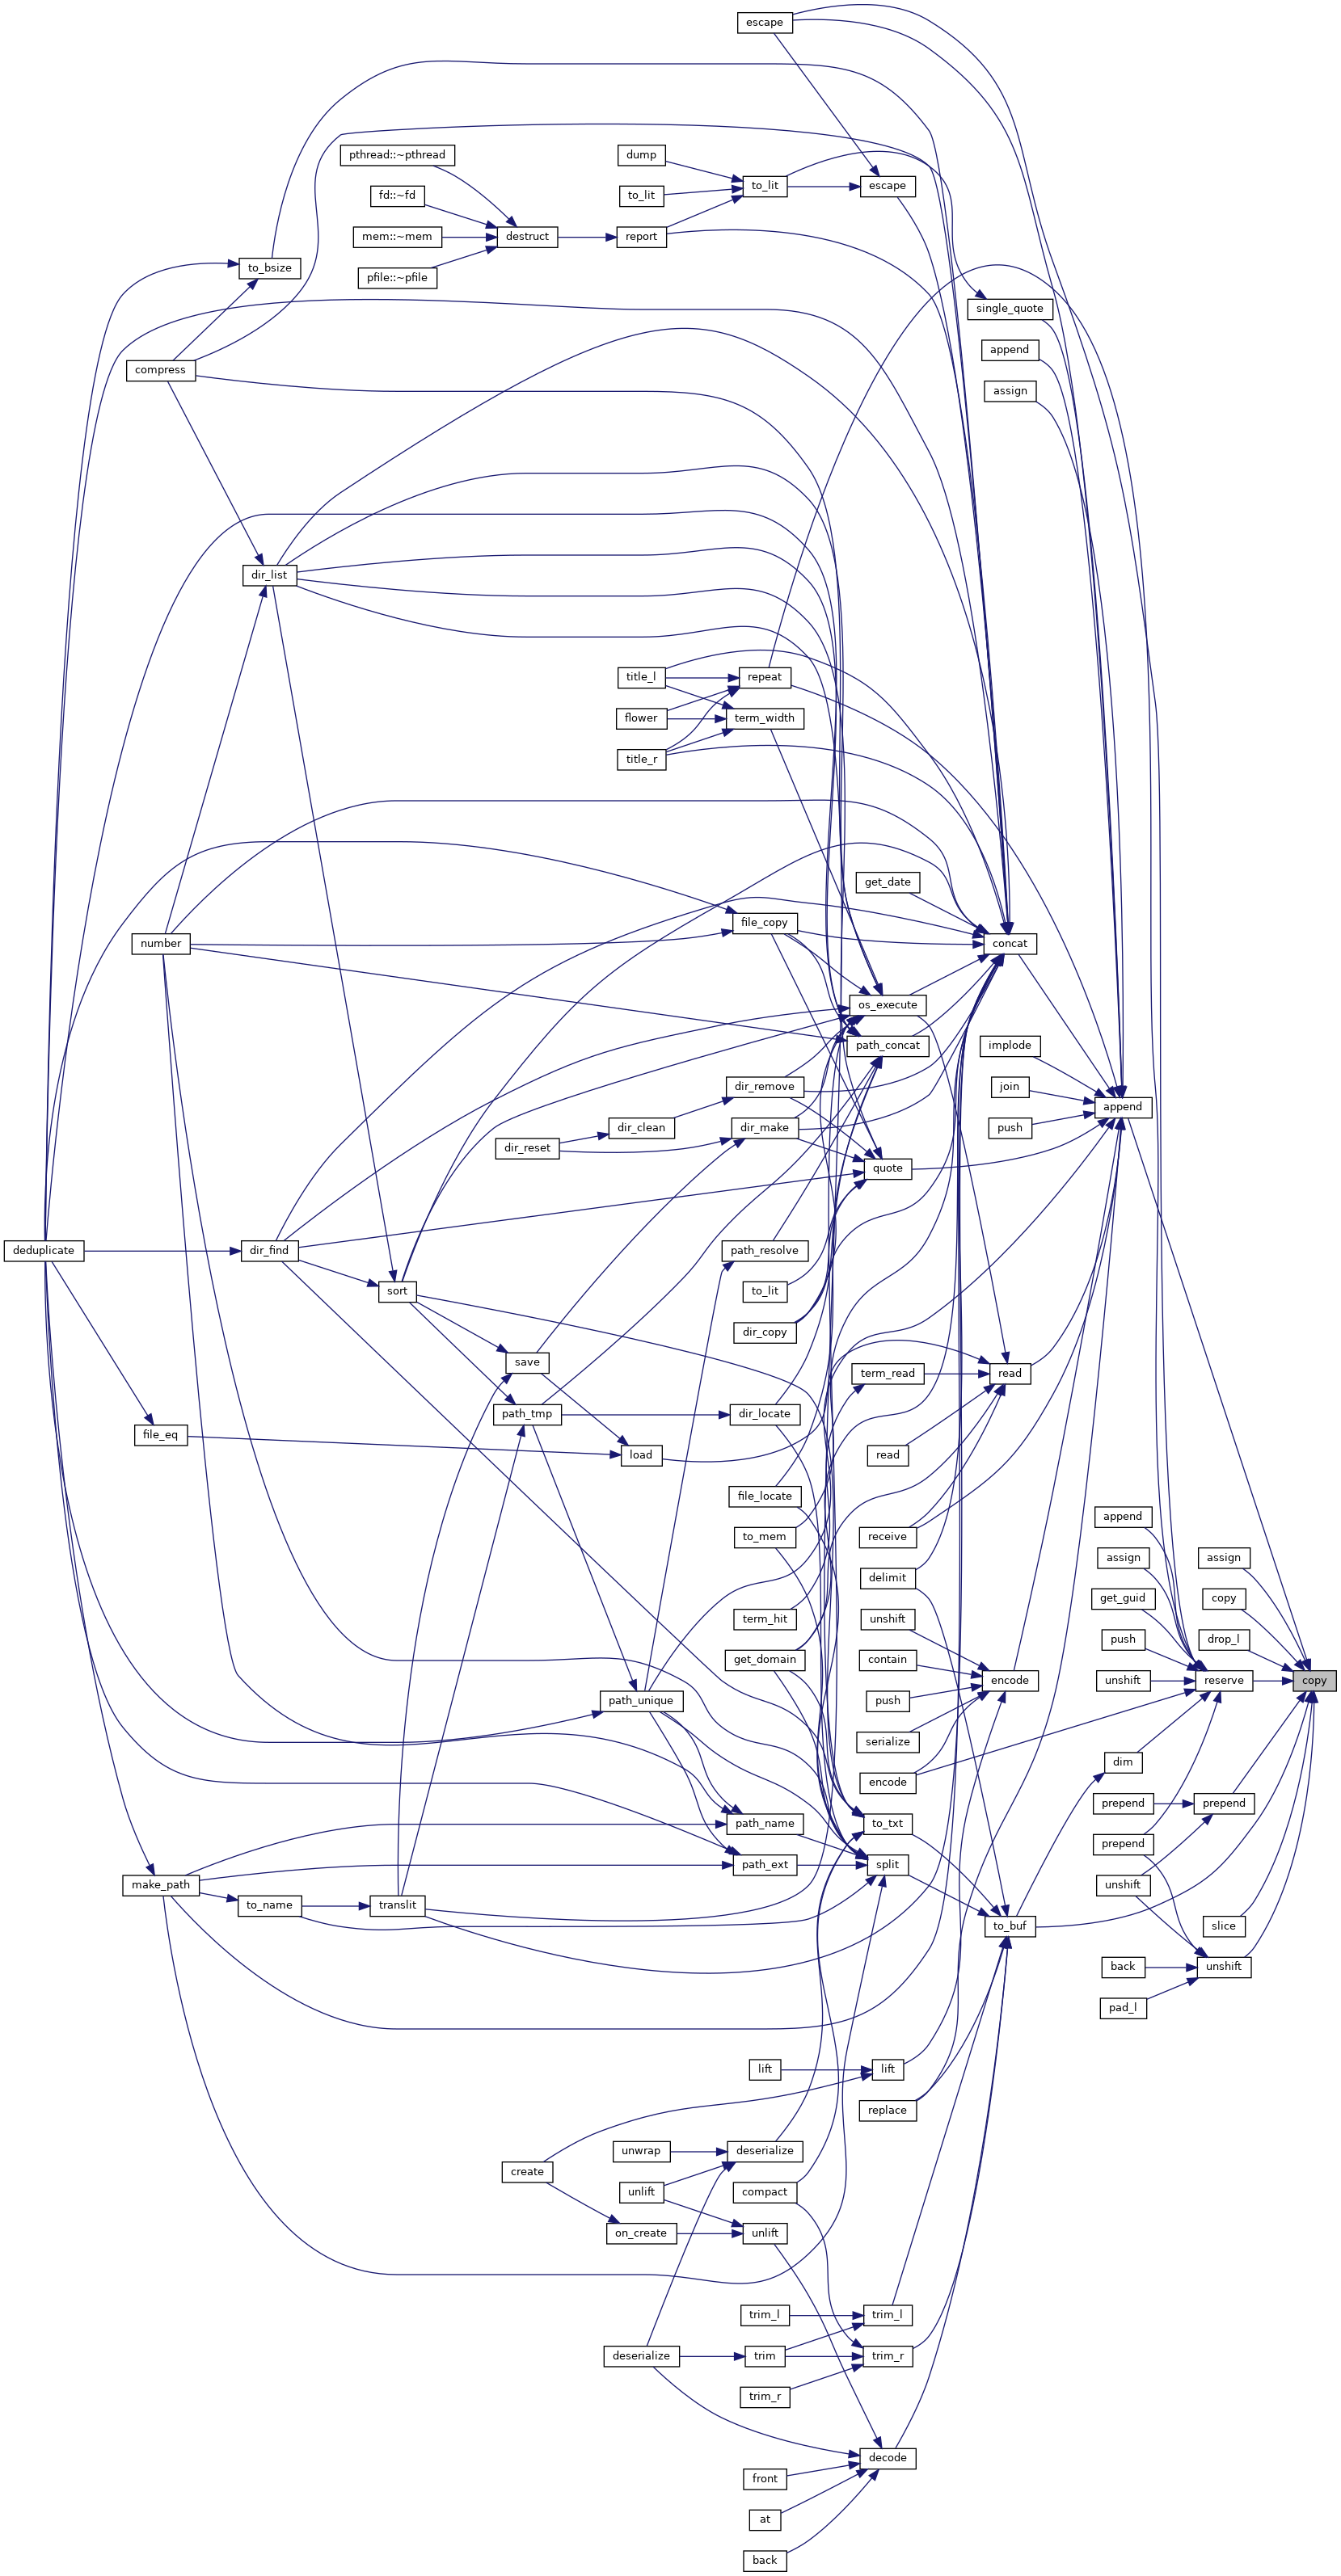 escape
pthread::~pthread
dump
fd::~fd
to_lit
to_lit
escape
mem::~mem
destruct
report
to_bsize
pfile::~pfile
single_quote
append
compress
assign
dir_list
title_l
repeat
flower
term_width
title_r
get_date
file_copy
number
concat
os_execute
path_concat
implode
dir_remove
join
append
dir_clean
dir_make
push
dir_reset
quote
deduplicate
dir_find
path_resolve
sort
to_lit
dir_copy
save
term_read
read
path_tmp
dir_locate
file_eq
load
read
file_locate
append
to_mem
receive
assign
assign
delimit
get_guid
copy
term_hit
unshift
push
drop_l
get_domain
contain
encode
unshift
reserve
copy
path_unique
push
serialize
dim
encode
prepend
prepend
path_name
to_txt
prepend
path_ext
split
make_path
unshift
to_name
translit
to_buf
slice
back
unshift
pad_l
lift
lift
replace
unwrap
deserialize
create
unlift
compact
on_create
unlift
trim_l
trim_l
deserialize
trim
trim_r
trim_r
decode
front
at
back